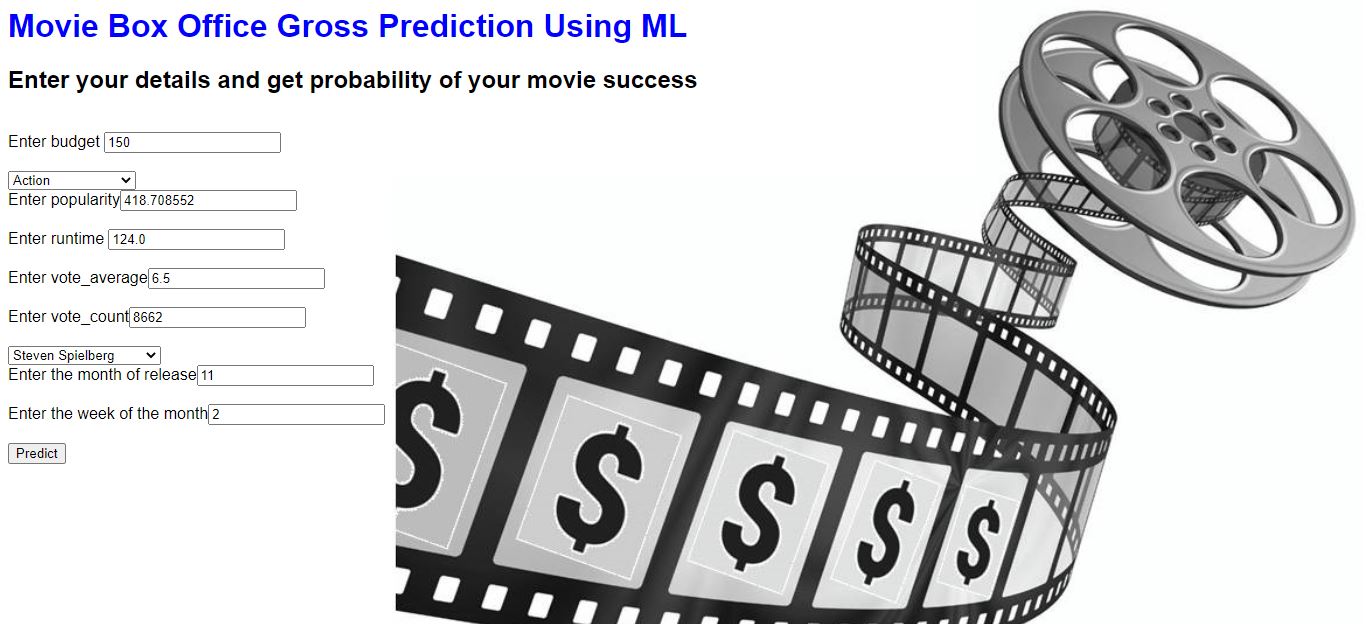 Movie Box Office Gross Prediction Using ML
Enter your details and get probability of your movie success
Enter budget 150
Action
Enter popularity 418.708552
Enter runtime 124.0
Enter vote_average 6.5
Enter vote_count 8662
Steven Spielberg
Enter the month of release 11
Enter the week of the month 2
Predict
$ $ $ $ $